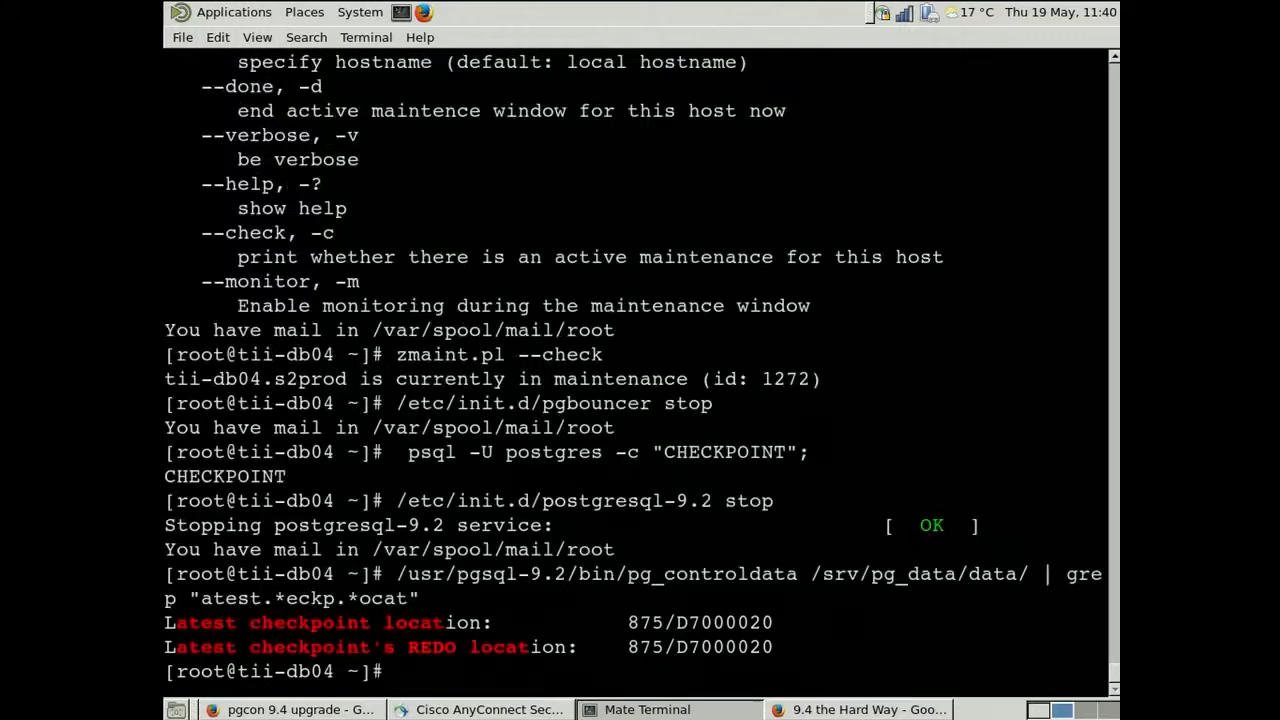 Applications Places System 17 °C Thu 19 May, 11:40
File Edit View Search Terminal Help
specify hostname (default: local hostname)
--done, -d
end active maintence window for this host now
--verbose, -v
be verbose
--help, -?
show help
--check, -c
print whether there is an active maintenance for this host
--monitor, -m
Enable monitoring during the maintenance window
You have mail in /var/spool/mail/root
[root@tii-db04 ~]# zmaint.pl --check
tii-db04.s2prod is currently in maintenance (id: 1272)
[root@tii-db04 ~]# /etc/init.d/pgbouncer stop
You have mail in /var/spool/mail/root
[root@tii-db04 ~]#  psql -U postgres -c "CHECKPOINT";
CHECKPOINT
[root@tii-db04 ~]# /etc/init.d/postgresql-9.2 stop
Stopping postgresql-9.2 service: [ OK ]
You have mail in /var/spool/mail/root
[root@tii-db04 ~]# /usr/pgsql-9.2/bin/pg_controldata /srv/pg_data/data/ | gre
p "atest.*eckp.*ocat"
Latest checkpoint location: 875/D7000020
Latest checkpoint's REDO location: 875/D7000020
[root@tii-db04 ~]#
pgcon 9.4 upgrade - G... Cisco AnyConnect Sec... Mate Terminal 9.4 the Hard Way - Goo...